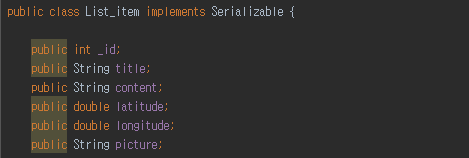 public class List_item implements Serializable {
public int _id;
public String title;
public String content;
public double latitude;
public double longitude;
public String picture;